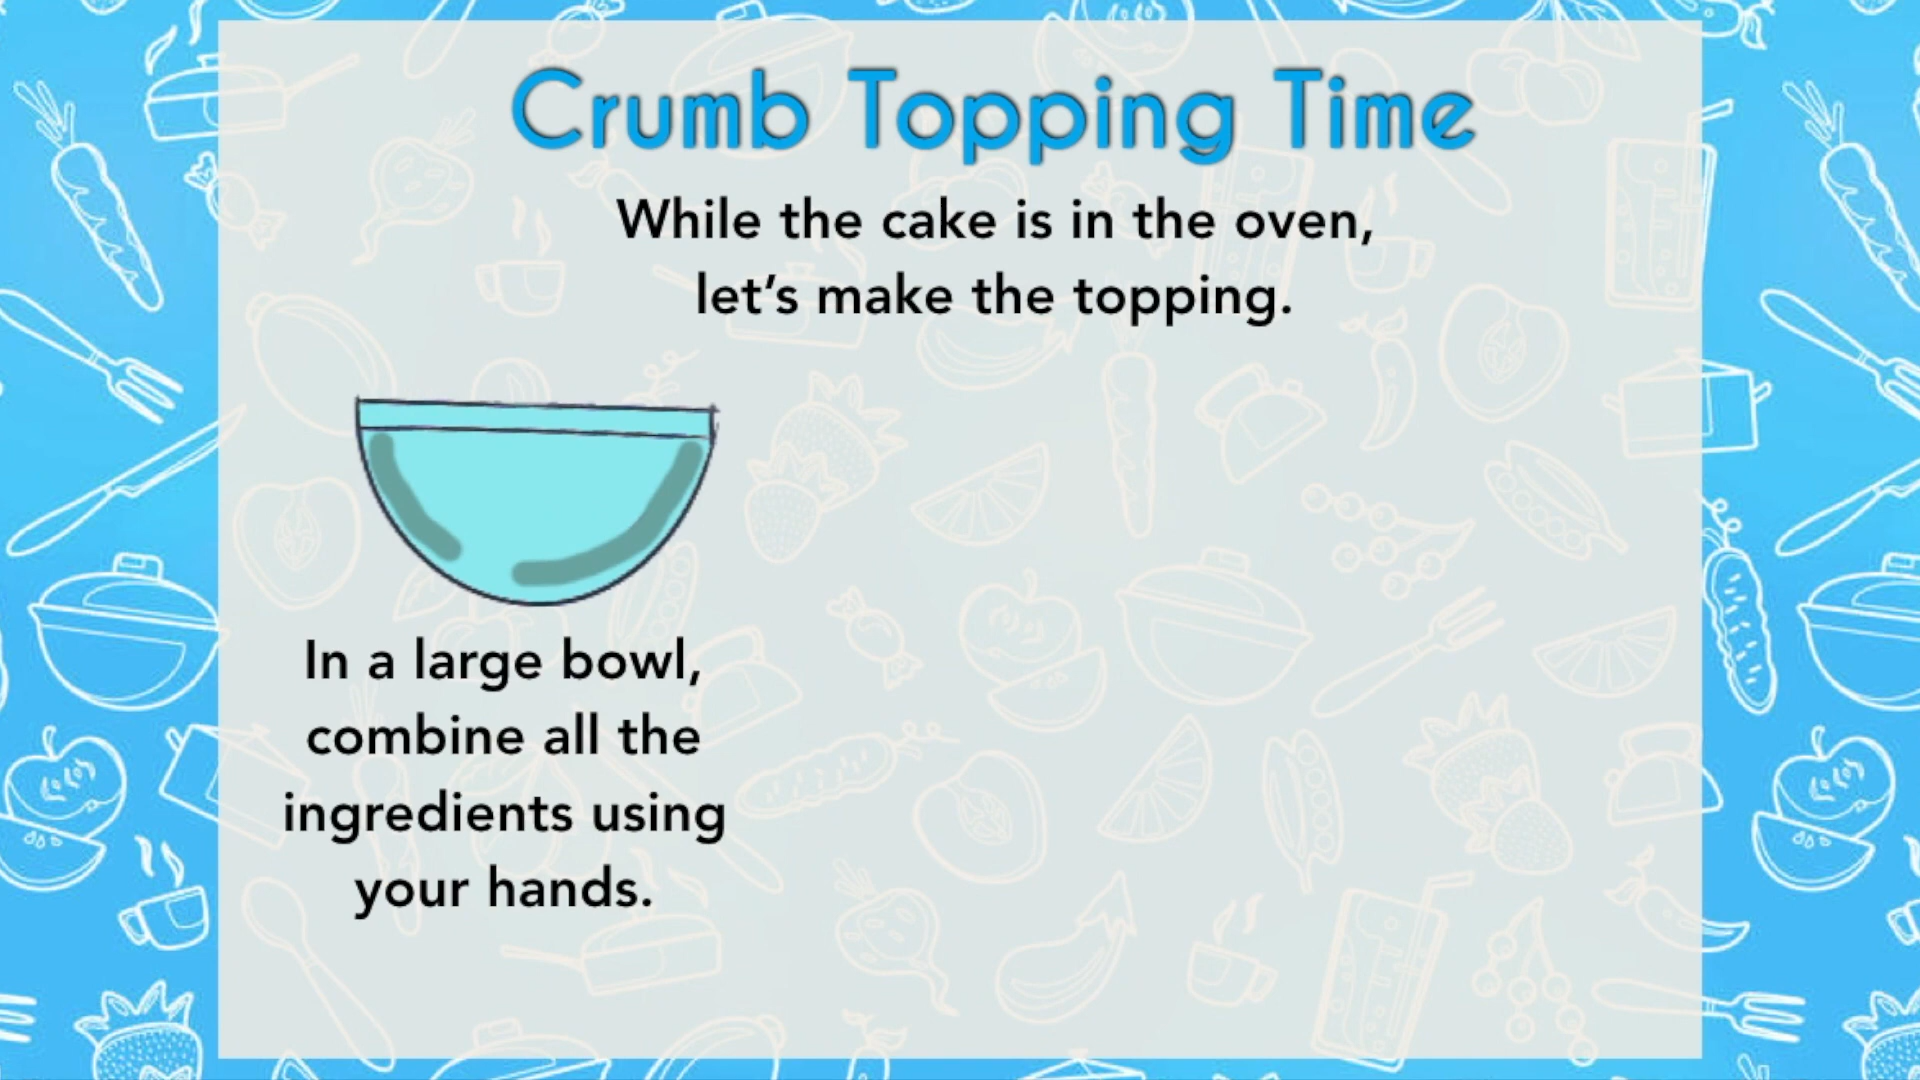 Crumb Topping Time
While the cake is in the oven,
let’s make the topping.
In a large bowl,
combine all the
ingredients using
your hands.